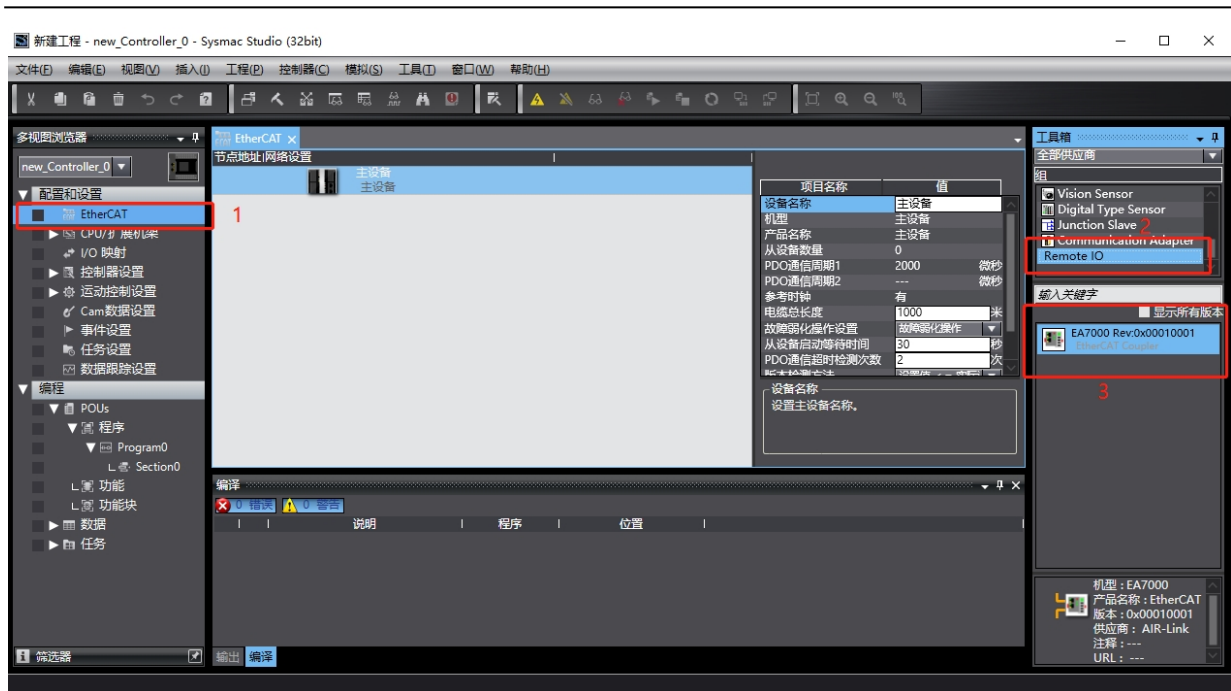 新建工程 - new_Controller_0 - Sysmac Studio (32bit)
文件(F) 编辑(E) 视图(V) 插入(I) 工程(P) 控制器(C) 模拟(S) 工具(T) 窗口(W) 帮助(H)
多视图浏览器
new_Controller_0
配置和设置
EtherCAT
1
CPU/扩展机架
I/O 映射
控制器设置
运动控制设置
Cam数据设置
事件设置
任务设置
数据跟踪设置
编程
POUs
程序
Program0
Section0
功能
功能块
数据
任务
筛选器
EtherCAT
节点地址|网络设置
主设备
主设备
项目名称 值
设备名称 主设备
机型 主设备
产品名称 主设备
从设备数量 0
PDO通信周期1 2000 微秒
PDO通信周期2 --- 微秒
参考时钟 有
电缆总长度 1000 米
故障弱化操作设置 故障弱化操作
从设备启动等待时间 30 秒
PDO通信超时检测次数 2 次
版本检测方法
设备名称
设置主设备名称。
编译
0 错误 0 警告
说明 程序 位置
输出 编译
工具箱
全部供应商
组
Vision Sensor
Digital Type Sensor
Junction Slave
2
Communication Adapter
Remote IO
输入关键字
显示所有版本
EA7000 Rev:0x00010001
EtherCAT Coupler
3
机型 : EA7000
产品名称 : EtherCAT
版本 : 0x00010001
供应商 : AIR-Link
注释 : ---
URL : ---